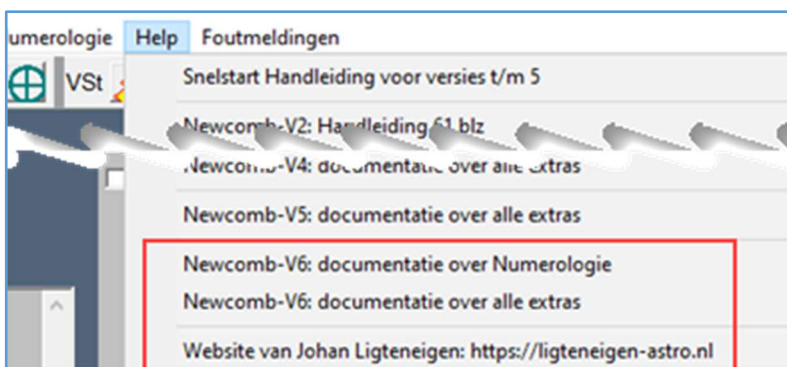 umerologie Help Foutmeldingen
VSt
Snelstart Handleiding voor versies t/m 5
Newcomb-V2: Handleiding 61 blz
Newcomb-V4: documentatie over alle extras
Newcomb-V5: documentatie over alle extras
Newcomb-V6: documentatie over Numerologie
Newcomb-V6: documentatie over alle extras
Website van Johan Ligteneigen: https://ligteneigen-astro.nl